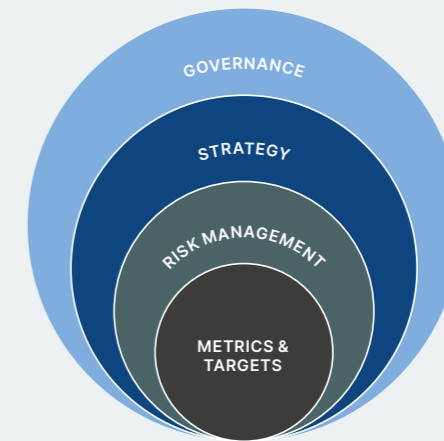 GOVERNANCE
STRATEGY
RISK MANAGEMENT
METRICS &
TARGETS